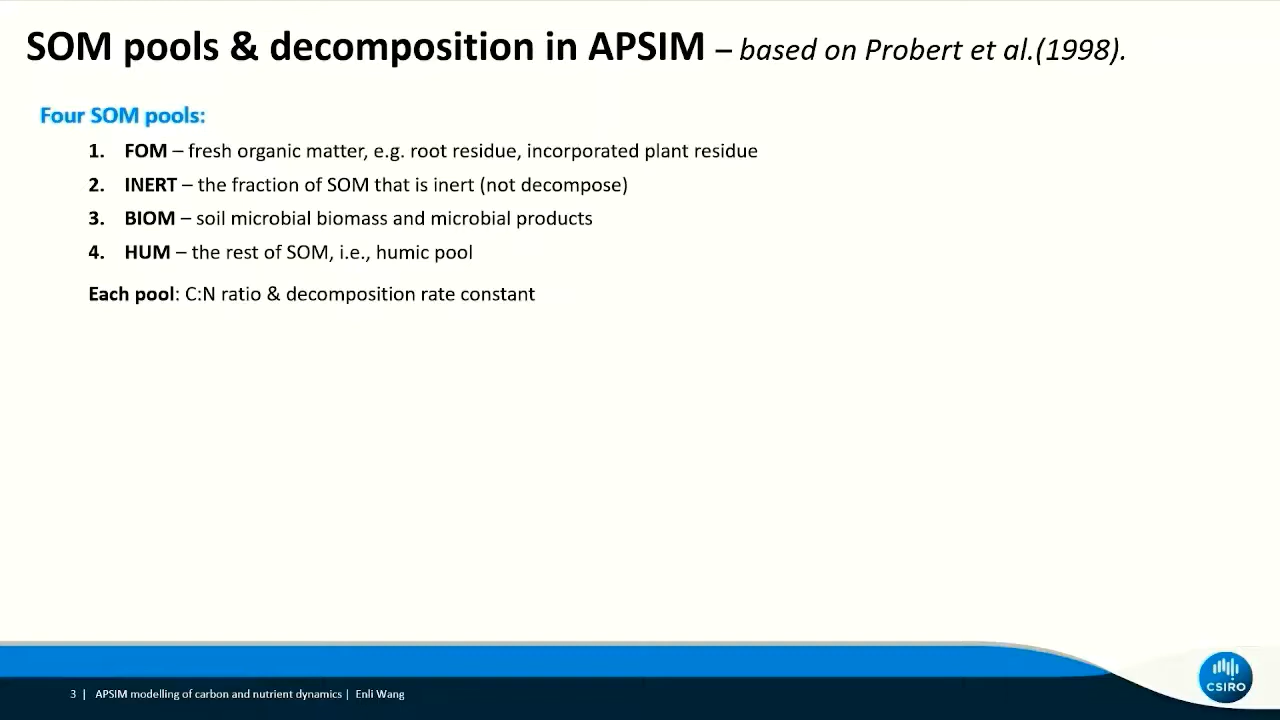 SOM pools & decomposition in APSIM – based on Probert et al.(1998).
Four SOM pools:
1. FOM – fresh organic matter, e.g. root residue, incorporated plant residue
2. INERT – the fraction of SOM that is inert (not decompose)
3. BIOM – soil microbial biomass and microbial products
4. HUM – the rest of SOM, i.e., humic pool
Each pool: C:N ratio & decomposition rate constant
3 | APSIM modelling of carbon and nutrient dynamics | Enli Wang
CSIRO